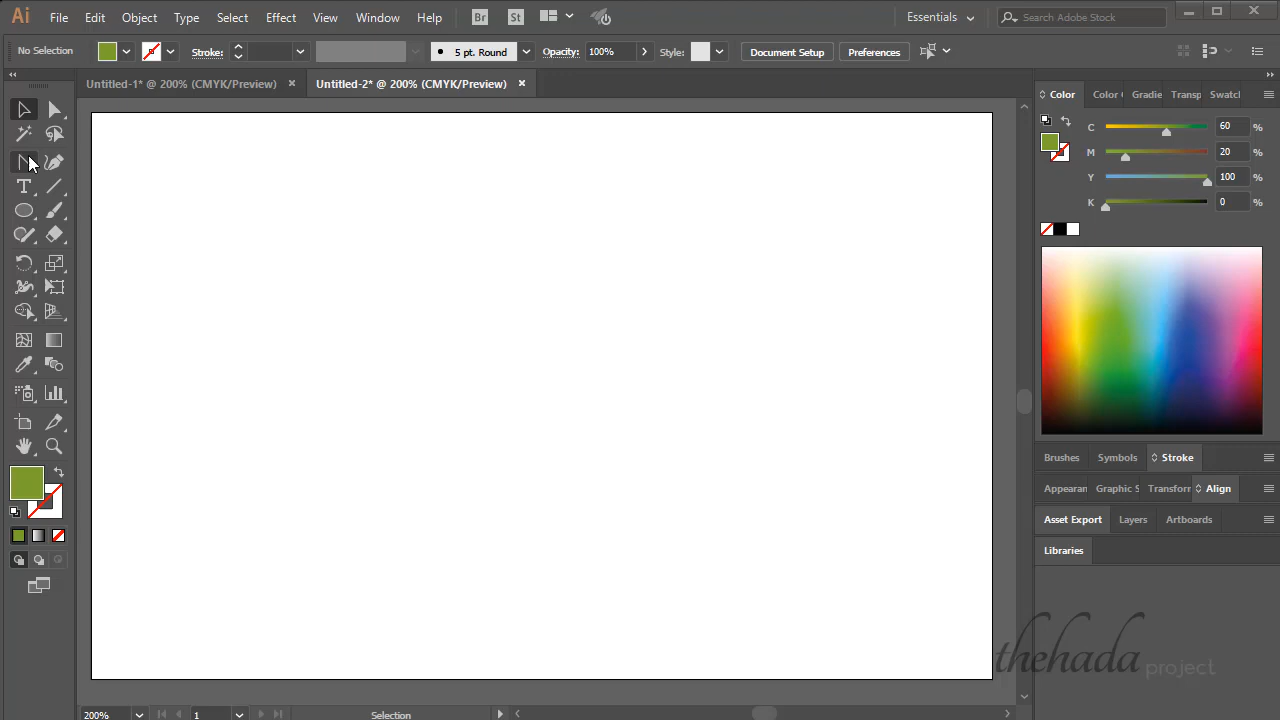 Ai File Edit Object Type Select Effect View Window Help Br St Essentials Search Adobe Stock
No Selection Stroke: 5 pt. Round Opacity: 100% Style: Document Setup Preferences
Untitled-1* @ 200% (CMYK/Preview) Untitled-2* @ 200% (CMYK/Preview)
Color Color Gradie Transp Swatch
C 60 %
M 20 %
Y 100 %
K 0 %
T
Brushes Symbols Stroke
Appearan Graphic S Transform Align
Asset Export Layers Artboards
Libraries
thehada project
200% 1 Selection